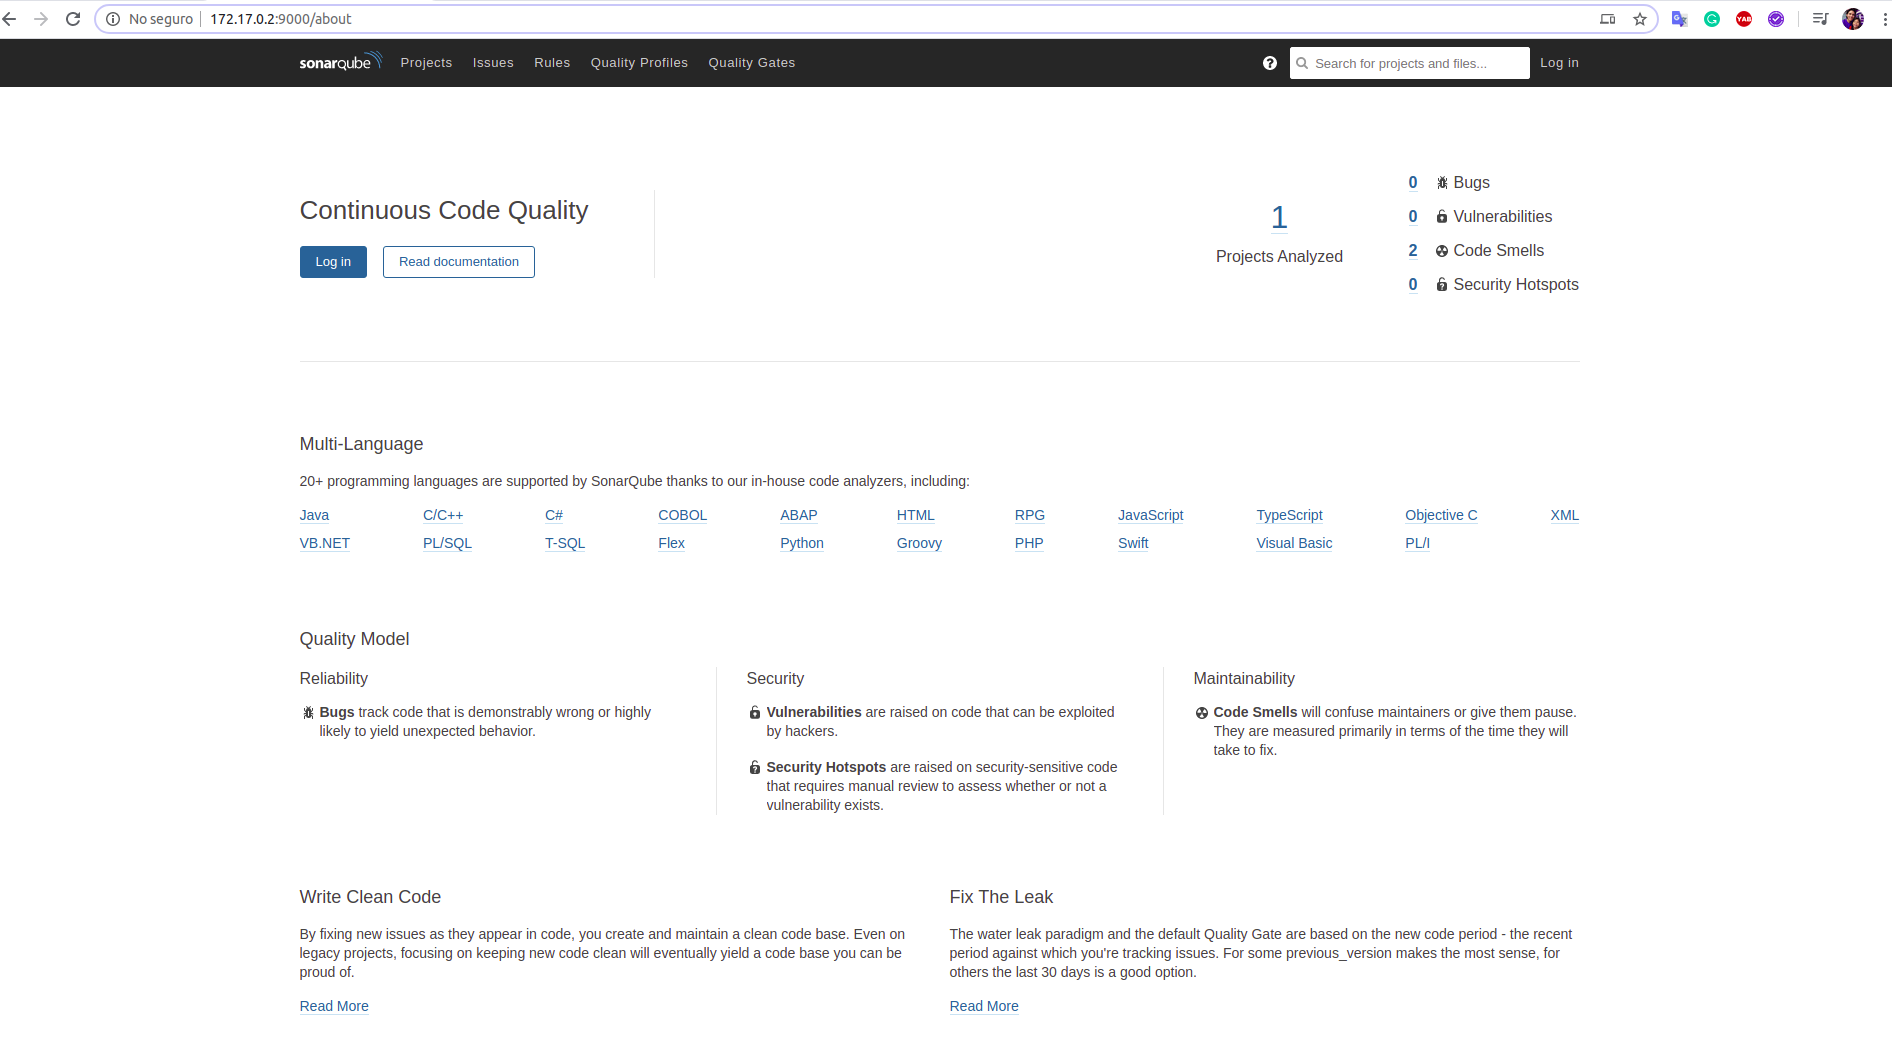 No seguro 172.17.0.2:9000/about
YAB
sonarqube Projects Issues Rules Quality Profiles Quality Gates ? Search for projects and files... Log in
Continuous Code Quality
Log in Read documentation
1
Projects Analyzed
0 Bugs
0 Vulnerabilities
2 Code Smells
0 Security Hotspots
Multi-Language
20+ programming languages are supported by SonarQube thanks to our in-house code analyzers, including:
Java C/C++ C# COBOL ABAP HTML RPG JavaScript TypeScript Objective C XML
VB.NET PL/SQL T-SQL Flex Python Groovy PHP Swift Visual Basic PL/I
Quality Model
Reliability
Bugs track code that is demonstrably wrong or highly
likely to yield unexpected behavior.
Security
Vulnerabilities are raised on code that can be exploited
by hackers.
Security Hotspots are raised on security-sensitive code
that requires manual review to assess whether or not a
vulnerability exists.
Maintainability
Code Smells will confuse maintainers or give them pause.
They are measured primarily in terms of the time they will
take to fix.
Write Clean Code
By fixing new issues as they appear in code, you create and maintain a clean code base. Even on
legacy projects, focusing on keeping new code clean will eventually yield a code base you can be
proud of.
Read More
Fix The Leak
The water leak paradigm and the default Quality Gate are based on the new code period - the recent
period against which you're tracking issues. For some previous_version makes the most sense, for
others the last 30 days is a good option.
Read More